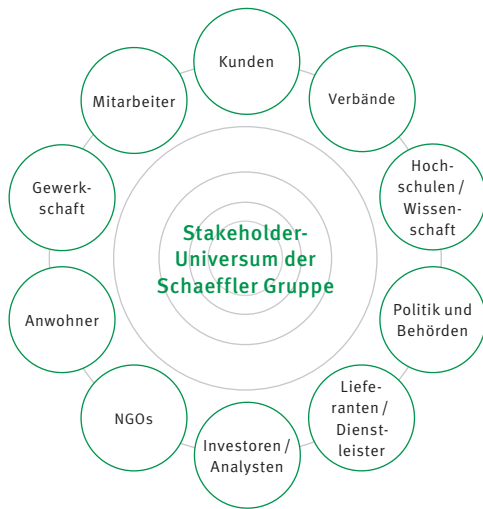 Kunden
Verbände
Hoch-
schulen /
Wissen-
schaft
Politik und
Behörden
Liefe-
ranten /
Dienst-
leister
Investoren /
Analysten
NGOs
Anwohner
Gewerk-
schaft
Mitarbeiter
Stakeholder-
Universum der
Schaeffler Gruppe